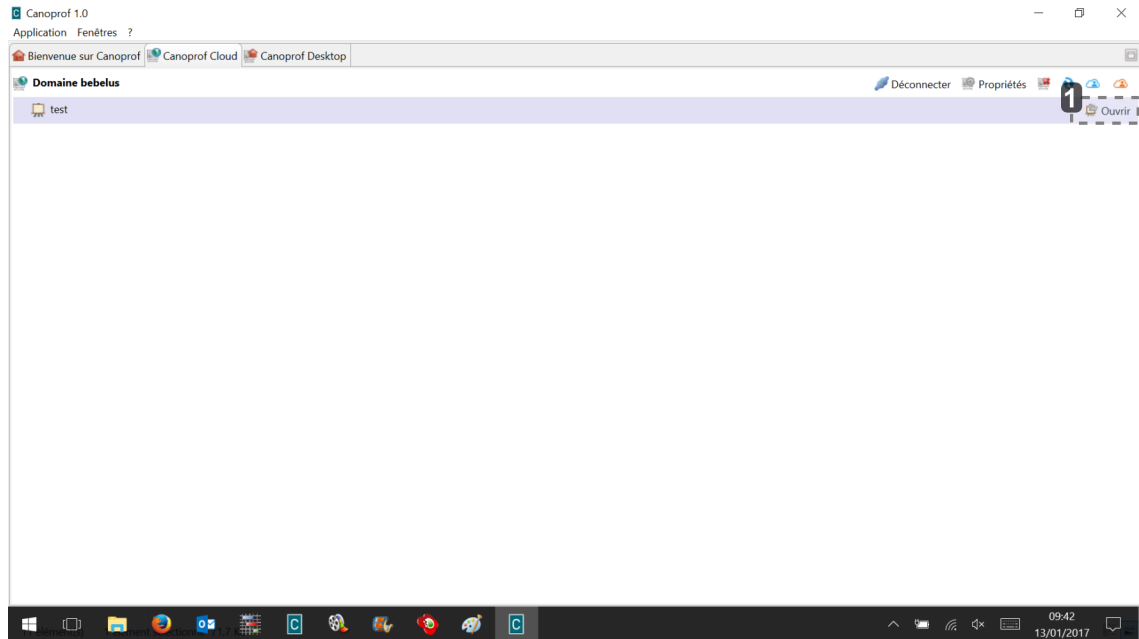 Canoprof 1.0
Application Fenêtres ?
Bienvenue sur Canoprof Canoprof Cloud Canoprof Desktop
Domaine bebelus Déconnecter Propriétés
1
test Ouvrir
09:42
13/01/2017